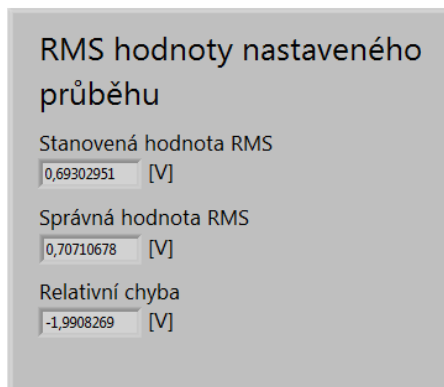 RMS hodnoty nastaveného
průběhu
Stanovená hodnota RMS
0,69302951 [V]
Správná hodnota RMS
0,70710678 [V]
Relativní chyba
-1,9908269 [V]